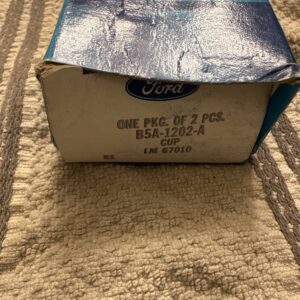 Ford
ONE PKG. OF 2 PCS.
B5A-1202-A
CUP
LM 67010